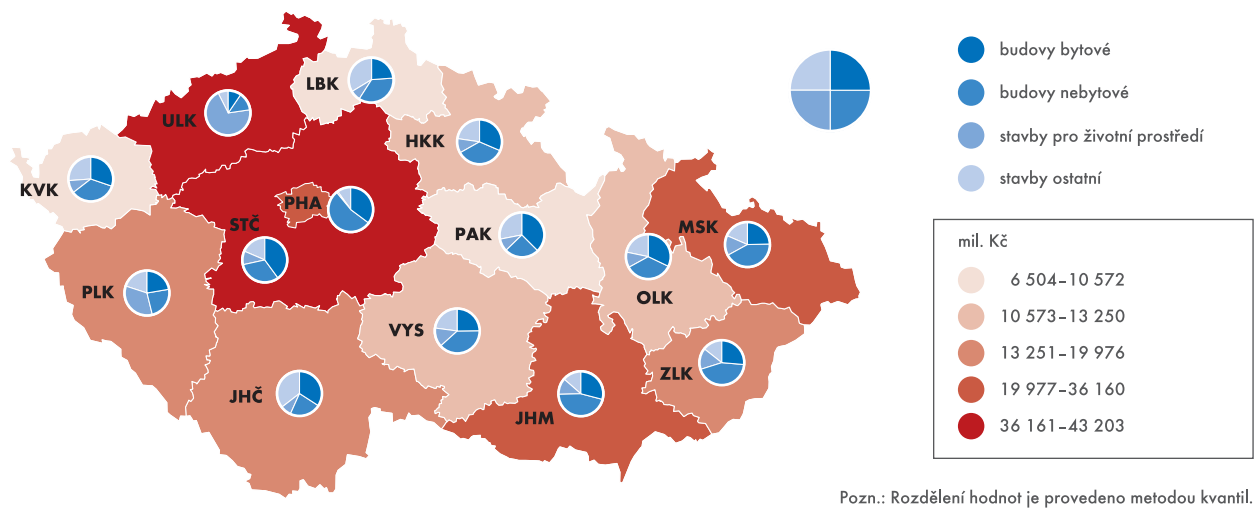 LBK
ULK
HKK
KVK
PHA
STČ
PAK
MSK
PLK
OLK
VYS
ZLK
JHČ
JHM
budovy bytové
budovy nebytové
stavby pro životní prostředí
stavby ostatní
mil. Kč
6 504–10 572
10 573–13 250
13 251–19 976
19 977–36 160
36 161–43 203
Pozn.: Rozdělení hodnot je provedeno metodou kvantil.